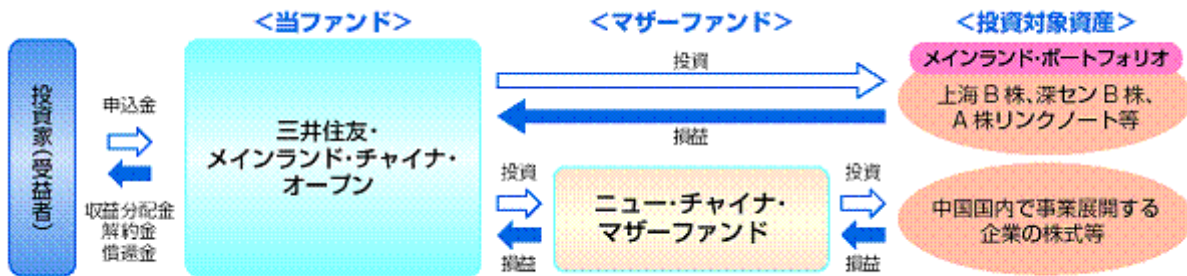 <当ファンド>
<マザーファンド>
<投資対象資産>
投資家(受益者)
申込金
収益分配金
解約金
償還金
三井住友・
メインランド・チャイナ・
オープン
投資
損益
メインランド・ポートフォリオ
上海B株、深センB株、
A株リンクノート等
投資
損益
ニュー・チャイナ・
マザーファンド
投資
損益
中国国内で事業展開する
企業の株式等